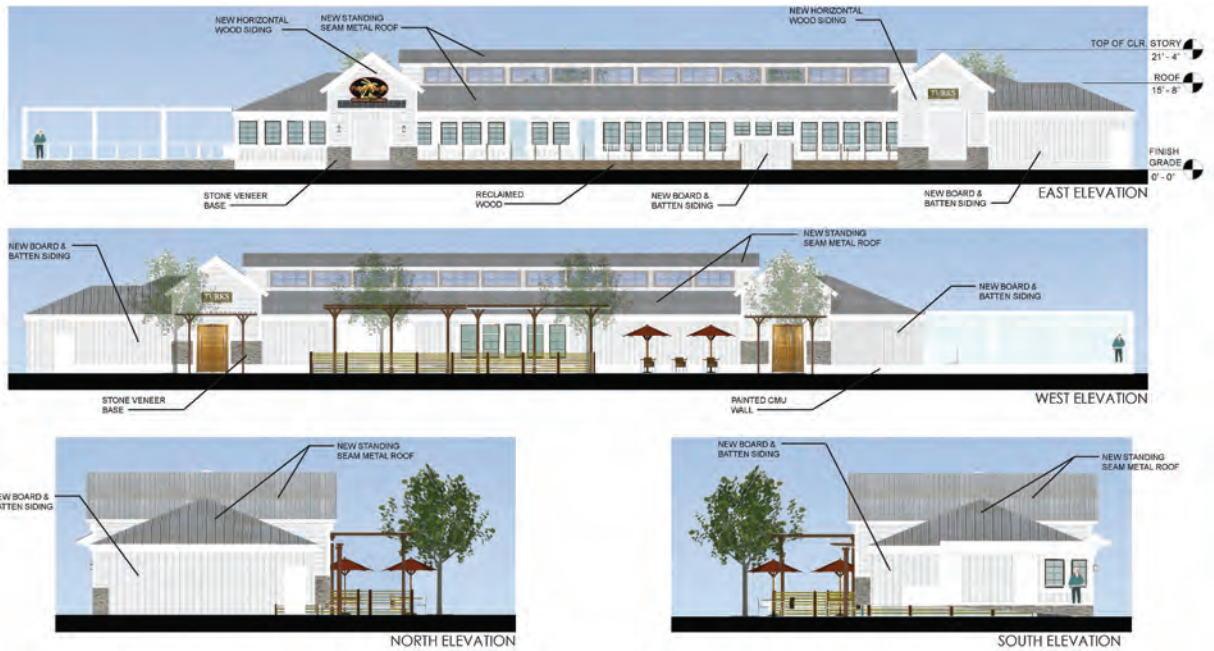 NEW HORIZONTAL
WOOD SIDING
NEW STANDING
SEAM METAL ROOF
NEW HORIZONTAL
WOOD SIDING
TOP OF CLR. STORY
21' - 4"
ROOF
15' - 8"
TURKS
FINISH
GRADE
0' - 0"
STONE VENEER
BASE
RECLAIMED
WOOD
NEW BOARD &
BATTEN SIDING
NEW BOARD &
BATTEN SIDING
EAST ELEVATION
NEW BOARD &
BATTEN SIDING
NEW STANDING
SEAM METAL ROOF
TURKS
NEW BOARD &
BATTEN SIDING
STONE VENEER
BASE
PAINTED CMU
WALL
WEST ELEVATION
NEW STANDING
SEAM METAL ROOF
NEW BOARD &
BATTEN SIDING
NORTH ELEVATION
NEW BOARD &
BATTEN SIDING
NEW STANDING
SEAM METAL ROOF
SOUTH ELEVATION